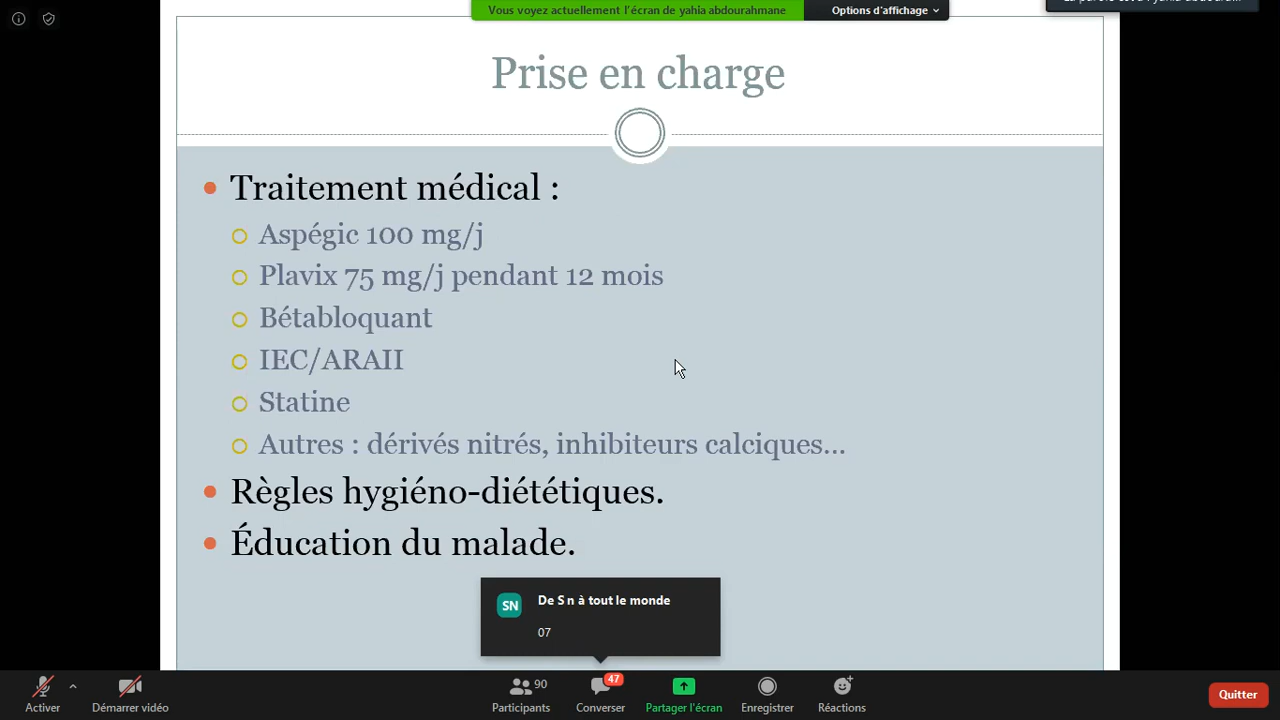 Vous voyez actuellement l'écran de yahia abdourahmane
Options d'affichage
Prise en charge
Traitement médical :
Aspégic 100 mg/j
Plavix 75 mg/j pendant 12 mois
Bétabloquant
IEC/ARAII
Statine
Autres : dérivés nitrés, inhibiteurs calciques...
Règles hygiéno-diététiques.
Éducation du malade.
SN
De S n à tout le monde
07
90
47
Activer
Démarrer vidéo
Participants
Converser
Partager l'écran
Enregistrer
Réactions
Quitter